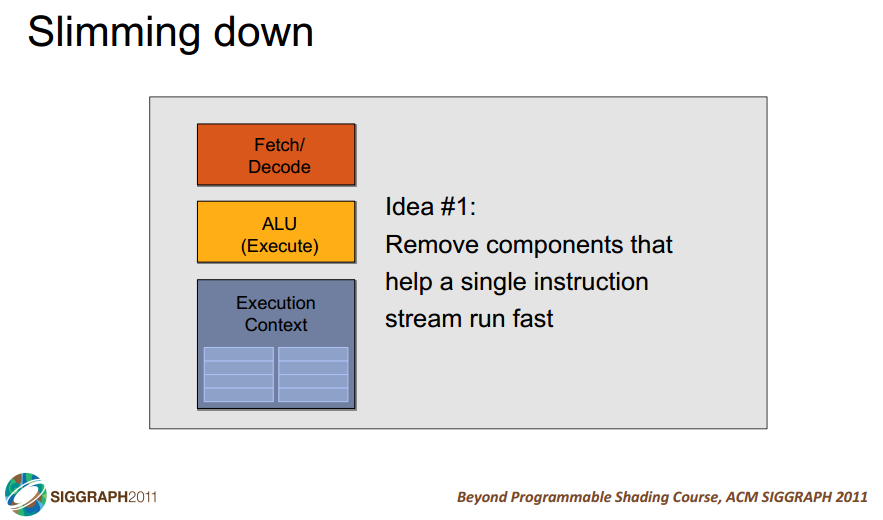 Slimming down
Fetch/
Decode
ALU
(Execute)
Execution
Context
Idea #1:
Remove components that
help a single instruction
stream run fast
SIGGRAPH2011
Beyond Programmable Shading Course, ACM SIGGRAPH 2011